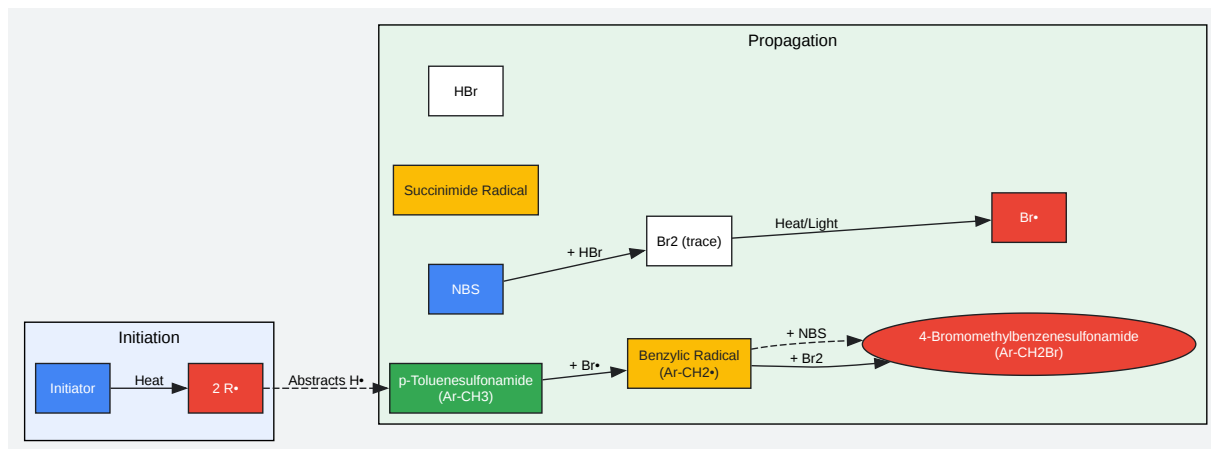 Propagation
HBr
Succinimide Radical
Br•
Heat/Light
Br2 (trace)
+ HBr
NBS
Initiation
+ NBS
4-Bromomethylbenzenesulfonamide
(Ar-CH2Br)
Benzylic Radical
(Ar-CH2•)
+ Br2
+ Br•
Initiator
Heat
2 R•
Abstracts H•
p-Toluenesulfonamide
(Ar-CH3)